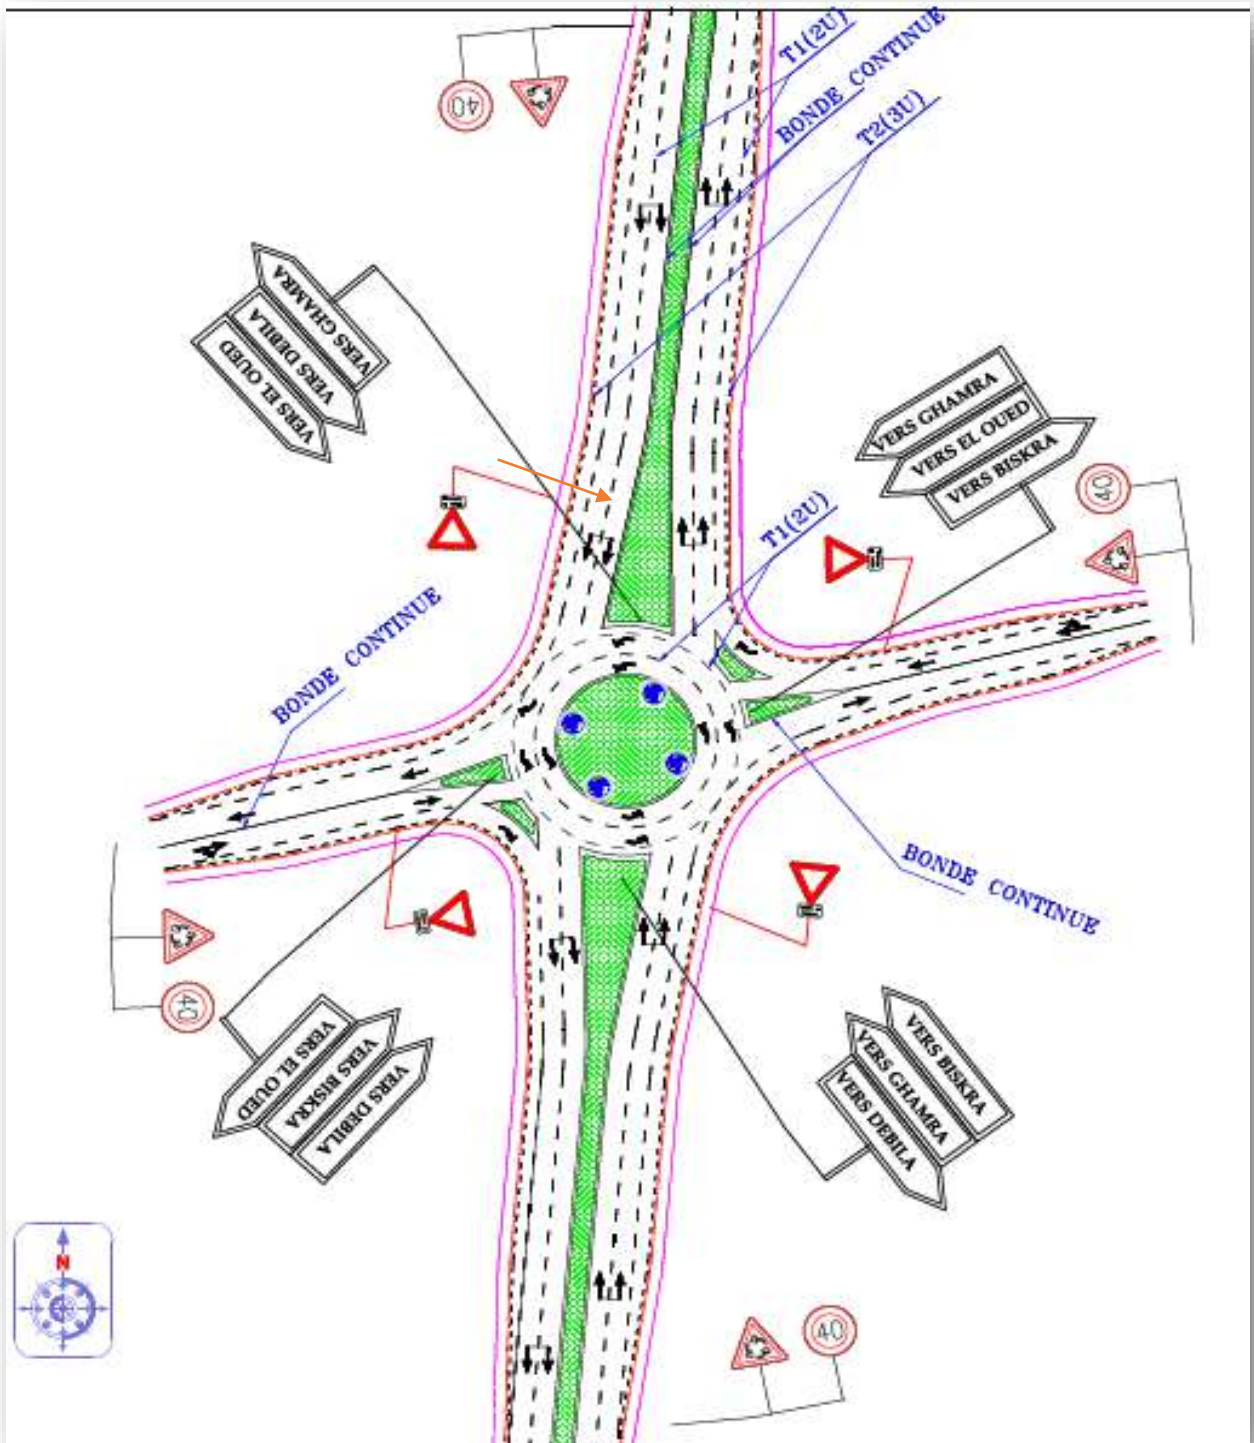 T1(2U)
BONDE CONTINUE
T2(3U)
40
VERS GHAMRA
VERS DEBILA
VERS EL OUED
VERS GHAMRA
VERS EL OUED
VERS BISKRA
40
T1(2U)
BONDE CONTINUE
BONDE CONTINUE
40
VERS EL OUED
VERS BISKRA
VERS DEBILA
VERS BISKRA
VERS GHAMRA
VERS DEBILA
N
40